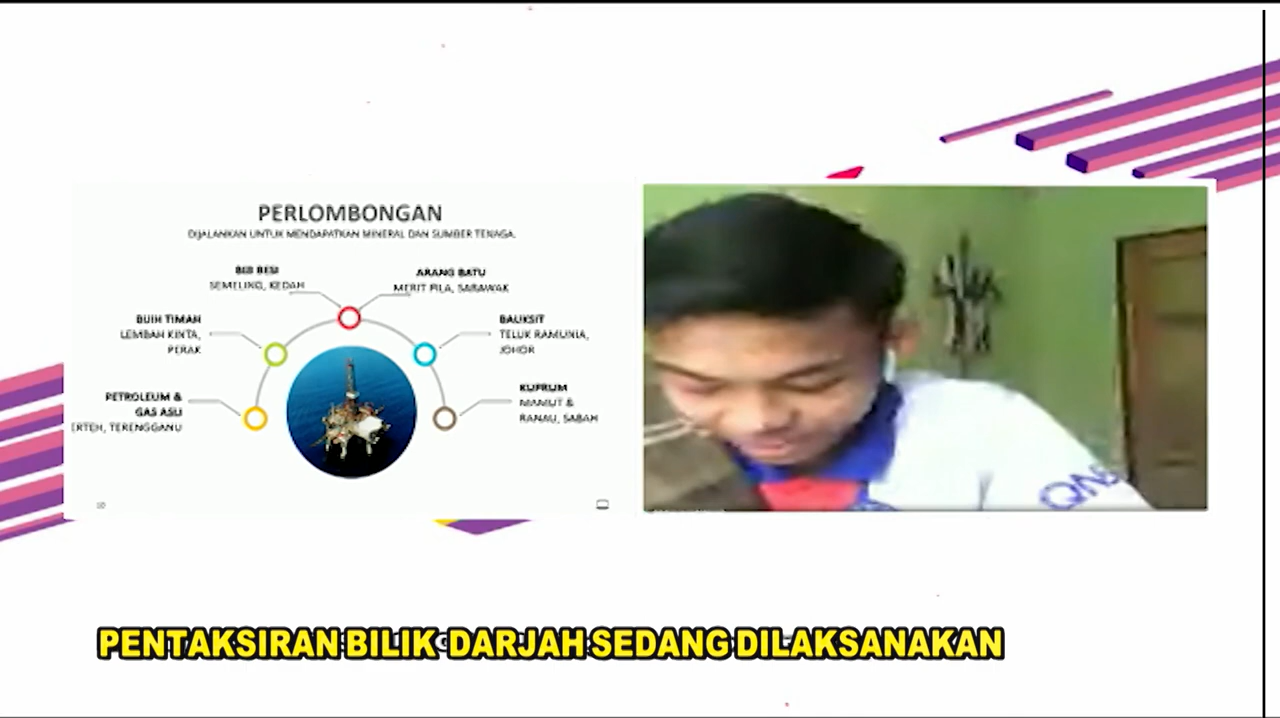 PERLOMBONGAN
DIJALANKAN UNTUK MENDAPATKAN MINERAL DAN SUMBER TENAGA.
BIJI BESI
SEMELING, KEDAH
ARANG BATU
MERIT PILA, SARAWAK
BIJIH TIMAH
LEMBAH KINTA,
PERAK
BAUKSIT
TELUK RAMUNIA,
JOHOR
PETROLEUM &
GAS ASLI
ERTEH, TERENGGANU
KUPRUM
MAMUT &
RANAU, SABAH
PENTAKSIRAN BILIK DARJAH SEDANG DILAKSANAKAN